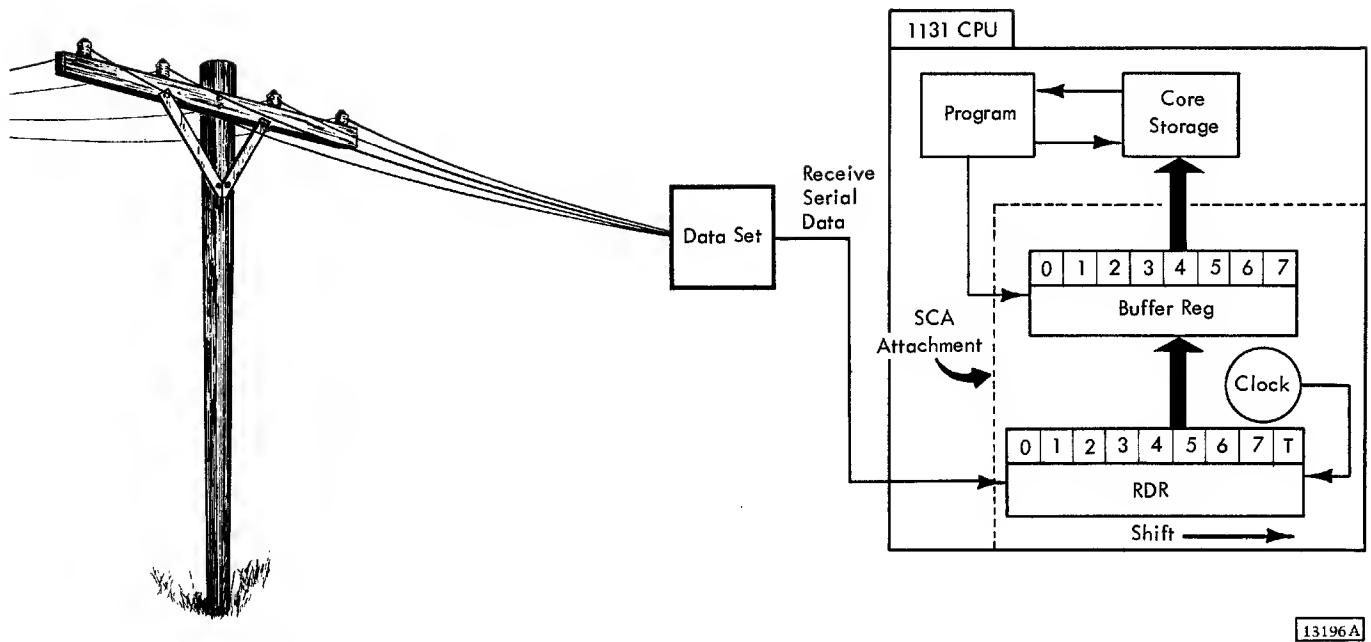 1131 CPU
Program
Core
Storage
Receive
Serial
Data
Data Set
0 1 2 3 4 5 6 7
Buffer Reg
SCA
Attachment
Clock
0 1 2 3 4 5 6 7 T
RDR
Shift
13196A